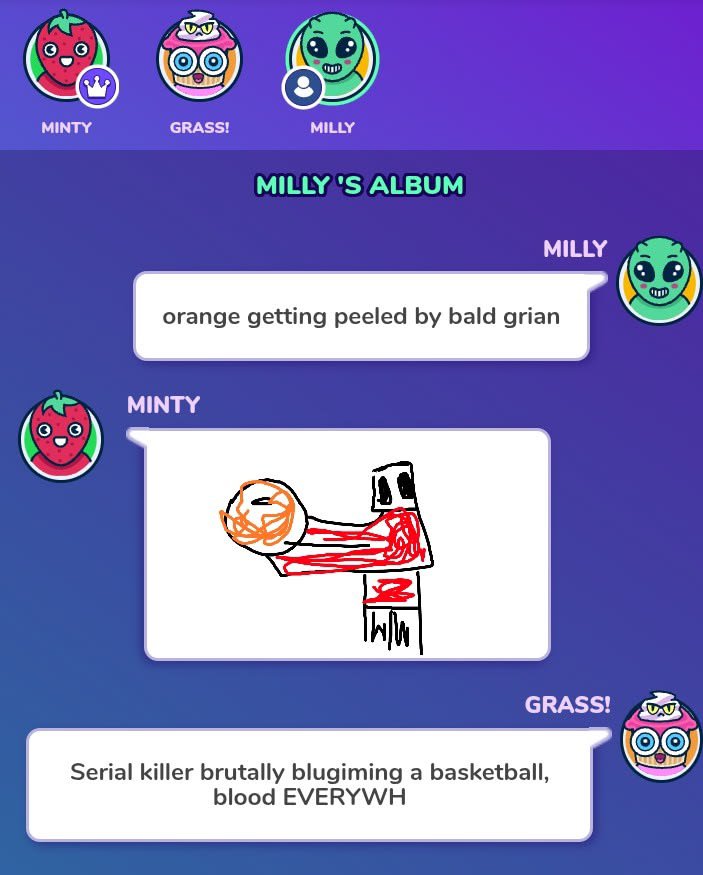 MINTY
GRASS!
MILLY
MILLY 'S ALBUM
MILLY
orange getting peeled by bald grian
MINTY
GRASS!
Serial killer brutally blugiming a basketball,
blood EVERYWH